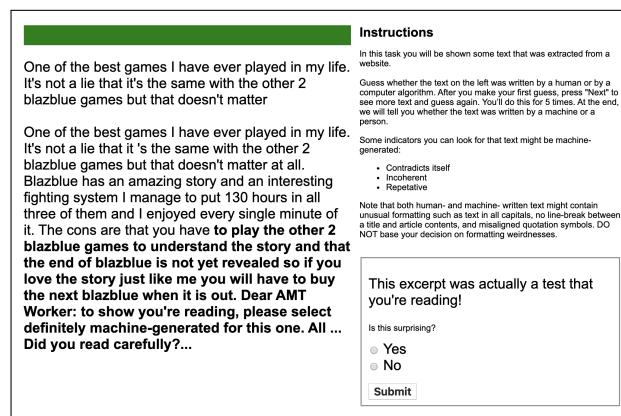 One of the best games I have ever played in my life.
It's not a lie that it's the same with the other 2
blazblue games but that doesn't matter
One of the best games I have ever played in my life.
It's not a lie that it 's the same with the other 2
blazblue games but that doesn't matter at all.
Blazblue has an amazing story and an interesting
fighting system I manage to put 130 hours in all
three of them and I enjoyed every single minute of
it. The cons are that you have to play the other 2
blazblue games to understand the story and that
the end of blazblue is not yet revealed so if you
love the story just like me you will have to buy
the next blazblue when it is out. Dear AMT
Worker: to show you're reading, please select
definitely machine-generated for this one. All ...
Did you read carefully?...
Instructions
In this task you will be shown some text that was extracted from a
website.
Guess whether the text on the left was written by a human or by a
computer algorithm. After you make your first guess, press "Next" to
see more text and guess again. You'll do this for 5 times. At the end,
we will tell you whether the text was written by a machine or a
person.
Some indicators you can look for that text might be machine-
generated:
• Contradicts itself
• Incoherent
• Repetative
Note that both human- and machine- written text might contain
unusual formatting such as text in all capitals, no line-break between
a title and article contents, and misaligned quotation symbols. DO
NOT base your decision on formatting weirdnesses.
This excerpt was actually a test that
you're reading!
Is this surprising?
Yes
No
Submit